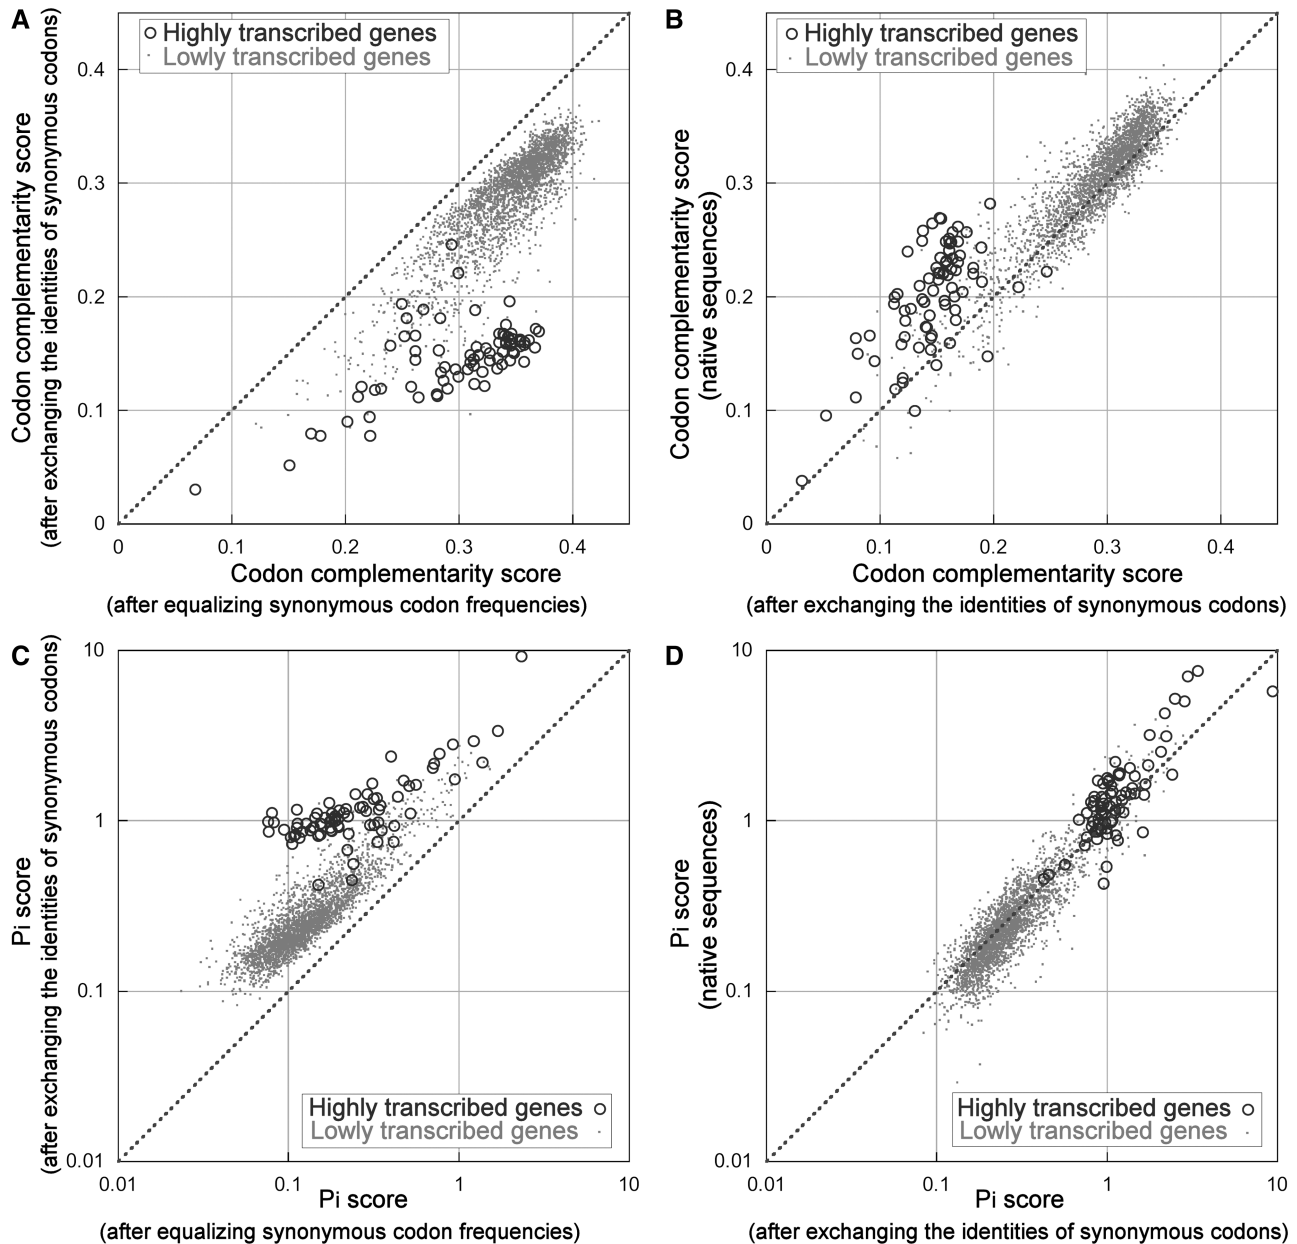 A
Highly transcribed genes
Lowly transcribed genes
Codon complementarity score
(after exchanging the identities of synonymous codons)
0.4
0.3
0.2
0.1
0
0
0.1
0.2
0.3
0.4
Codon complementarity score
(after equalizing synonymous codon frequencies)
B
Highly transcribed genes
Lowly transcribed genes
Codon complementarity score
(native sequences)
0.4
0.3
0.2
0.1
0
0
0.1
0.2
0.3
0.4
Codon complementarity score
(after exchanging the identities of synonymous codons)
C
Pi score
(after exchanging the identities of synonymous codons)
10
1
0.1
0.01
Highly transcribed genes
Lowly transcribed genes
0.01
0.1
1
10
Pi score
(after equalizing synonymous codon frequencies)
D
Pi score
(native sequences)
10
1
0.1
0.01
Highly transcribed genes
Lowly transcribed genes
0.01
0.1
1
10
Pi score
(after exchanging the identities of synonymous codons)